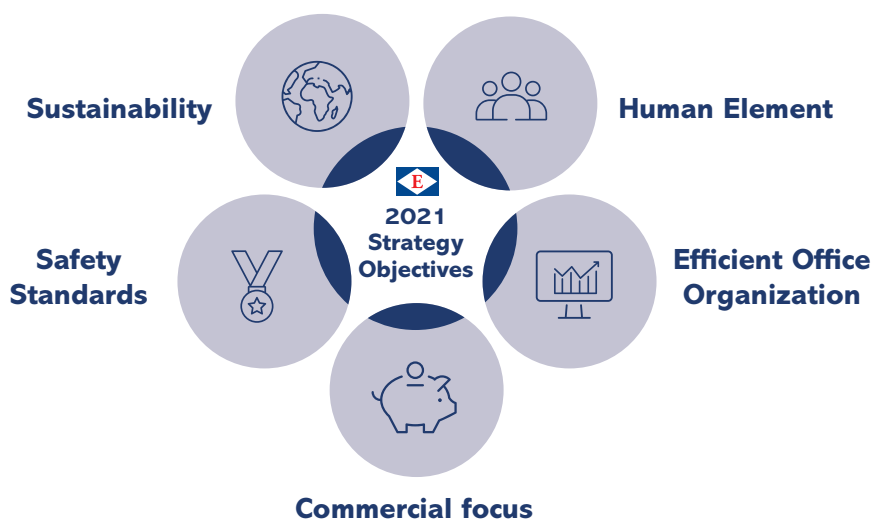 Sustainability
Human Element
E
2021
Strategy
Objectives
Safety
Standards
Efficient Office
Organization
Commercial focus